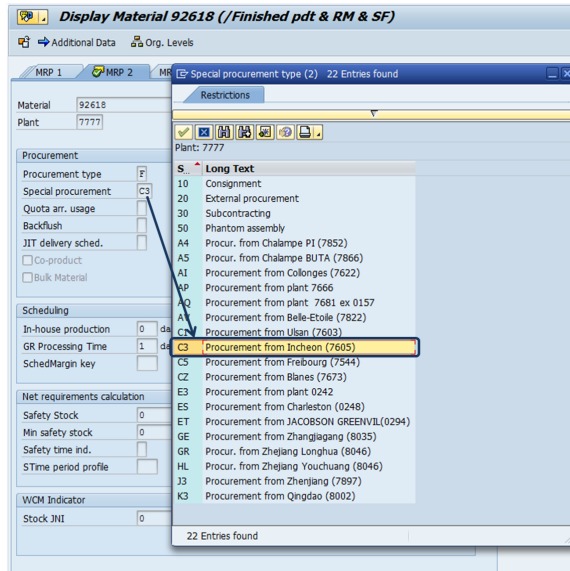 Display Material 92618 (/Finished pdt & RM & SF)
Additional Data Org. Levels
MRP 1 MRP 2 MR
Material 92618
Plant 7777
Procurement
Procurement type F
Special procurement C3
Quota arr. usage
Backflush
JIT delivery sched.
Co-product
Bulk Material
Scheduling
In-house production 0 da
GR Processing Time 1 da
SchedMargin key
Net requirements calculation
Safety Stock 0
Min safety stock 0
Safety time ind.
STime period profile
WCM Indicator
Stock JNI 0
Special procurement type (2) 22 Entries found
Restrictions
Plant: 7777
S... Long Text
10 Consignment
20 External procurement
30 Subcontracting
50 Phantom assembly
A4 Procur. from Chalampe PI (7852)
A5 Procur. from Chalampe BUTA (7866)
AI Procurement from Collonges (7622)
AP Procurement from plant 7666
AQ Procurement from plant 7681 ex 0157
Procurement from Belle-Etoile (7822)
Procurement from Ulsan (7603)
C3 Procurement from Incheon (7605)
C5 Procurement from Freibourg (7544)
CZ Procurement from Blanes (7673)
E3 Procurement from plant 0242
ES Procurement from Charleston (0248)
ET Procurement from JACOBSON GREENVIL(0294)
GE Procurement from Zhangjiagang (8035)
GR Procur. from Zhejiang Longhua (8046)
HL Procur. from Zhejiang Youchuang (8046)
J3 Procurement from Zhenjiang (7897)
K3 Procurement from Qingdao (8002)
22 Entries found